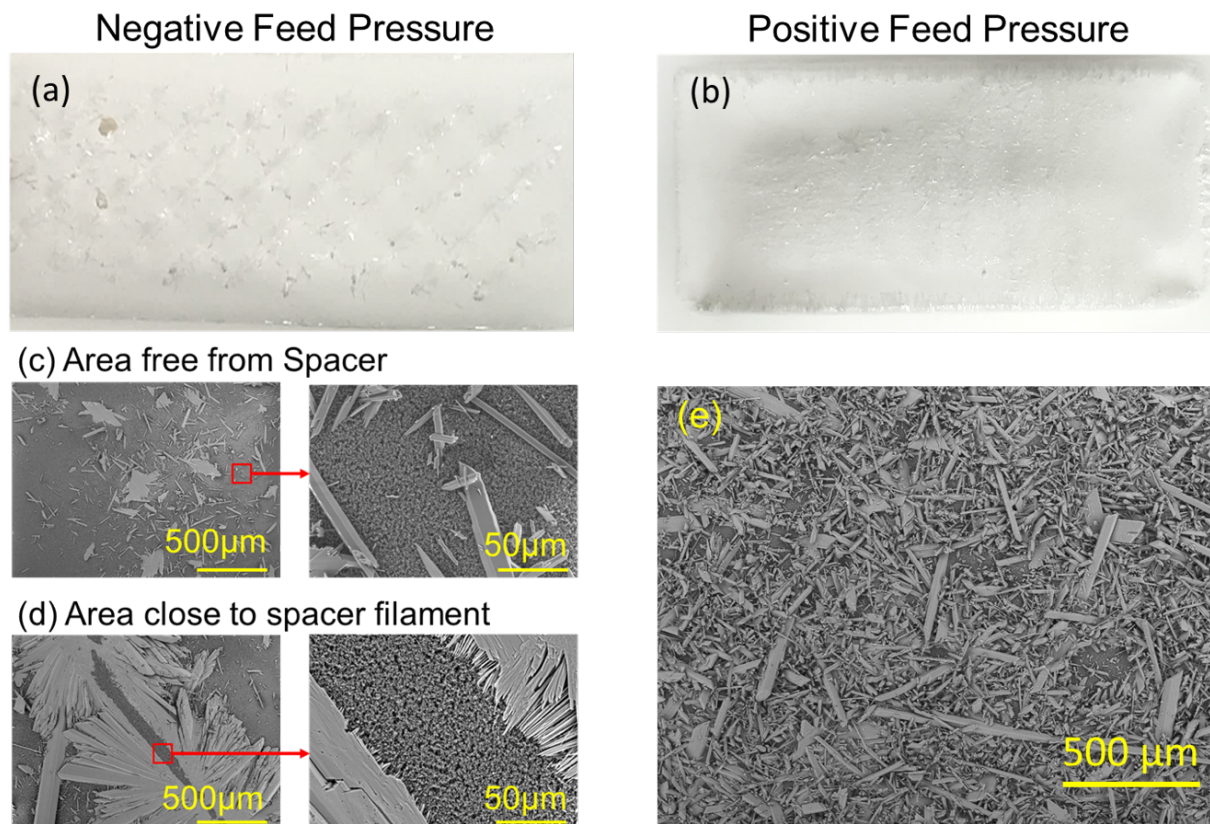 Negative Feed Pressure
Positive Feed Pressure
(a)
(b)
(c) Area free from Spacer
500µm
50µm
(d) Area close to spacer filament
500µm
50µm
(e)
500 µm